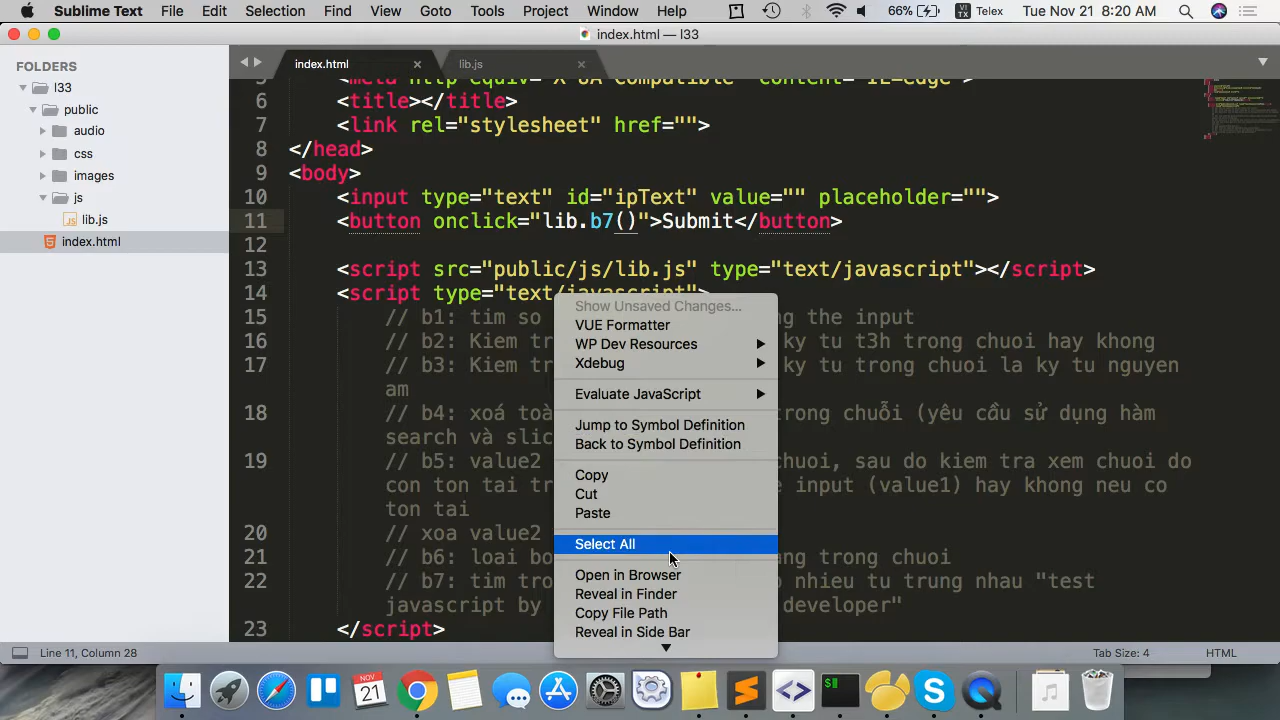 Sublime Text File Edit Selection Find View Goto Tools Project Window Help 66% VI TX Telex Tue Nov 21 8:20 AM
index.html — l33
FOLDERS
l33
public
audio
css
images
js
lib.js
index.html
index.html
lib.js
6 <title></title>
7 <link rel="stylesheet" href="">
8 </head>
9 <body>
10 <input type="text" id="ipText" value="" placeholder="">
11 <button onclick="lib.b7()">Submit</button>
12
13 <script src="public/js/lib.js" type="text/javascript"></script>
14 <script type="text/javascript">
15 // b1: tim so ng the input
16 // b2: Kiem tr ky tu t3h trong chuoi hay khong
17 // b3: Kiem tr ky tu trong chuoi la ky tu nguyen
am
18 // b4: xoá toà trong chuỗi (yêu cầu sử dụng hàm
search và slic
19 // b5: value2 chuoi, sau do kiem tra xem chuoi do
con ton tai tr e input (value1) hay khong neu co
ton tai
20 // xoa value2
21 // b6: loai bo ang trong chuoi
22 // b7: tim tro o nhieu tu trung nhau "test
javascript by developer"
23 </script>
Show Unsaved Changes...
VUE Formatter
WP Dev Resources
Xdebug
Evaluate JavaScript
Jump to Symbol Definition
Back to Symbol Definition
Copy
Cut
Paste
Select All
Open in Browser
Reveal in Finder
Copy File Path
Reveal in Side Bar
Line 11, Column 28 Tab Size: 4 HTML
NOV
21